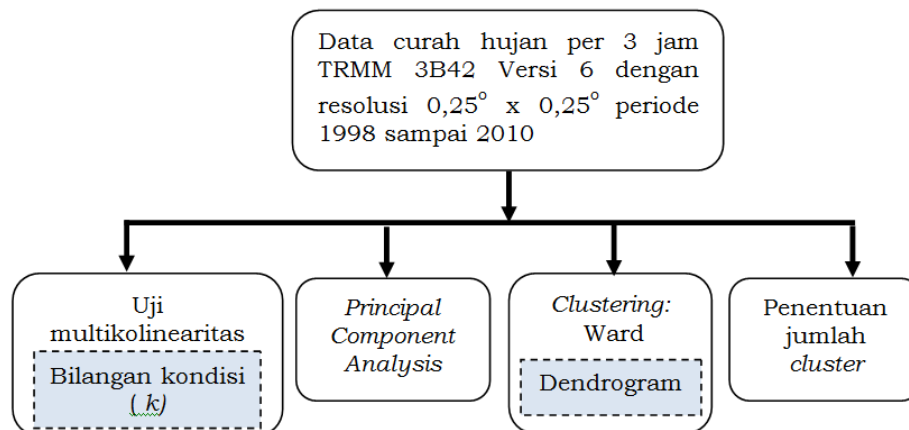 Data curah hujan per 3 jam
TRMM 3B42 Versi 6 dengan
resolusi 0,25° x 0,25° periode
1998 sampai 2010
Uji
multikolinearitas
Bilangan kondisi
( k)
Principal
Component
Analysis
Clustering:
Ward
Dendrogram
Penentuan
jumlah
cluster